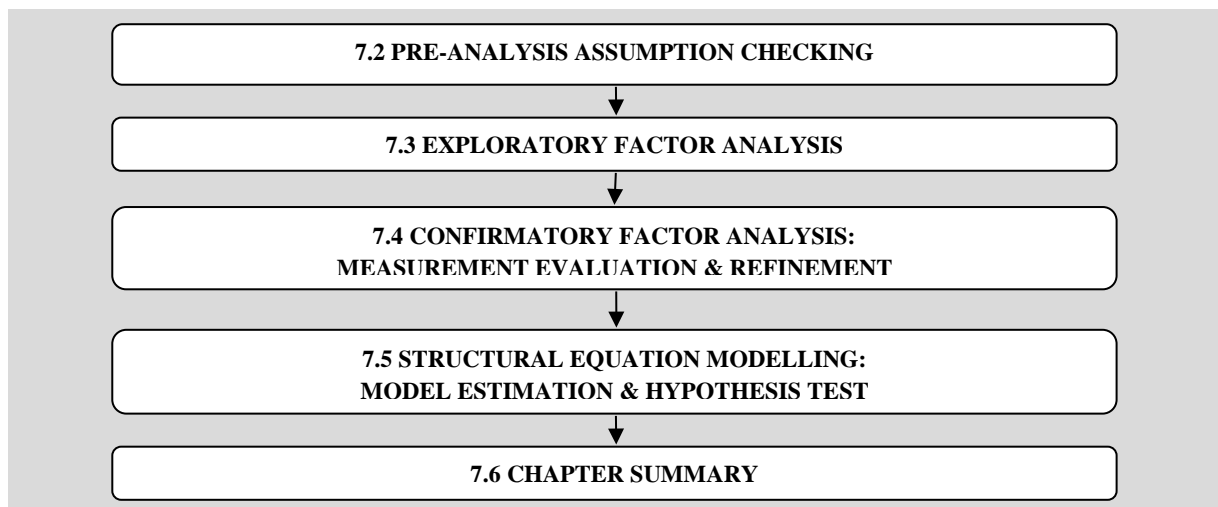 7.2 PRE-ANALYSIS ASSUMPTION CHECKING
7.3 EXPLORATORY FACTOR ANALYSIS
7.4 CONFIRMATORY FACTOR ANALYSIS:
MEASUREMENT EVALUATION & REFINEMENT
7.5 STRUCTURAL EQUATION MODELLING:
MODEL ESTIMATION & HYPOTHESIS TEST
7.6 CHAPTER SUMMARY